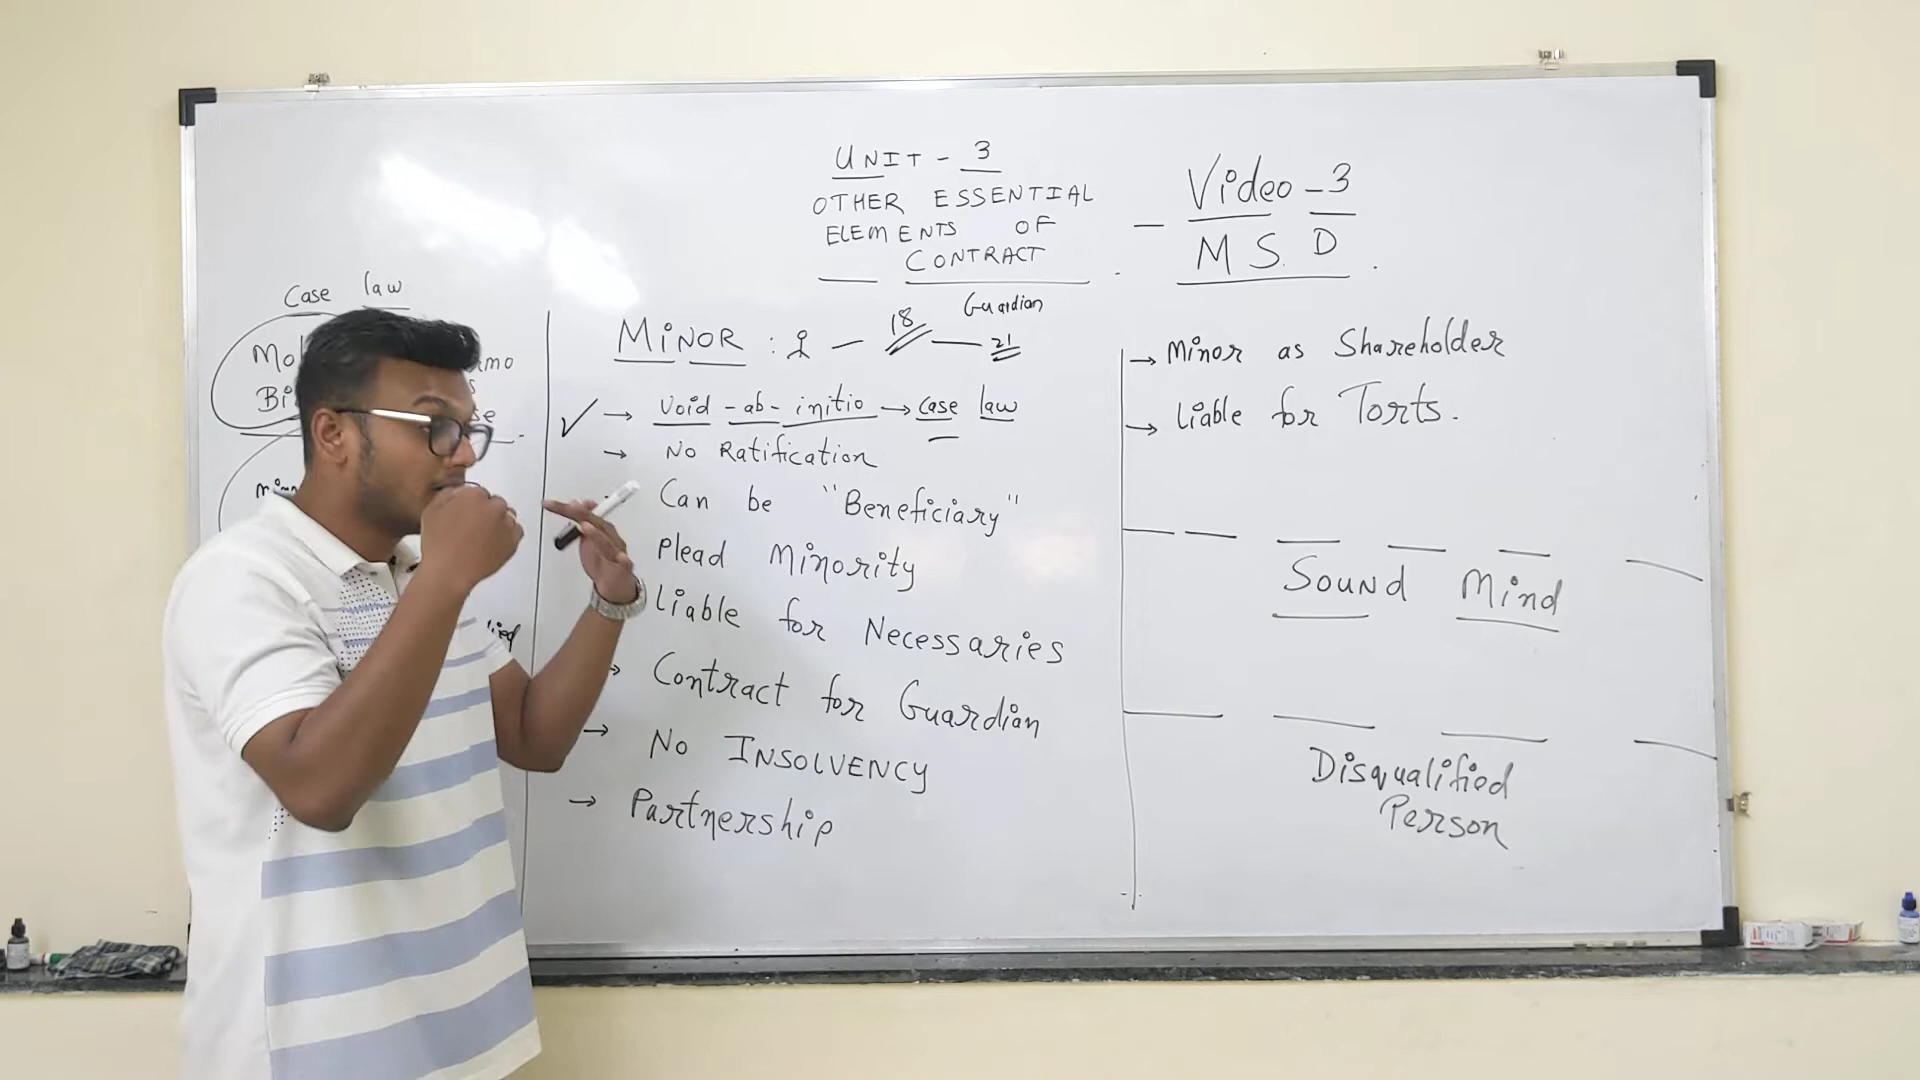 UNIT - 3
OTHER ESSENTIAL
ELEMENTS OF
CONTRACT
- Video - 3
M S. D.
Case law
Guardian
MINOR : 18 - 21
→ Void - ab - initio → Case law
→ No Ratification
Can be "Beneficiary"
Plead Minority
Liable for Necessaries
Contract for Guardian
→ No INSOLVENCY
→ Partnership
→ Minor as Shareholder
→ Liable for Torts.
Sound Mind
Disqualified
Person